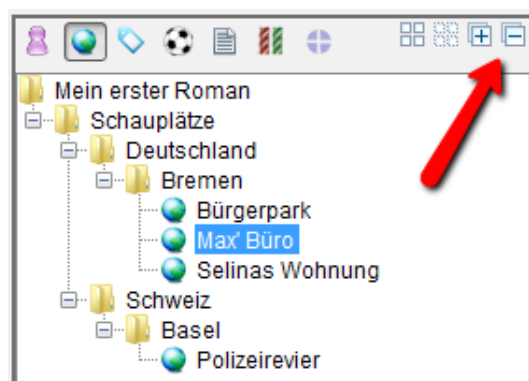 Mein erster Roman
Schauplätze
Deutschland
Bremen
Bürgerpark
Max' Büro
Selinas Wohnung
Schweiz
Basel
Polizeirevier